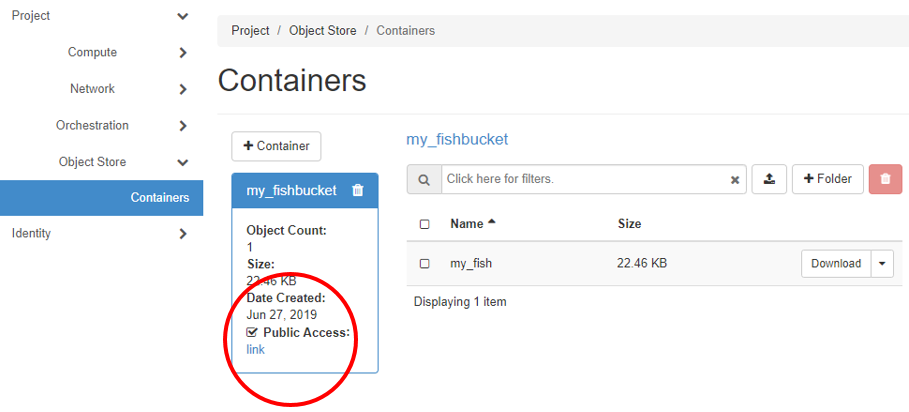 Project
Compute
Network
Orchestration
Object Store
Containers
Identity
Project / Object Store / Containers
Containers
+ Container
my_fishbucket
Object Count:
1
Size:
22.46 KB
Date Created:
Jun 27, 2019
Public Access:
link
my_fishbucket
Click here for filters.
+ Folder
Name Size
my_fish 22.46 KB Download
Displaying 1 item